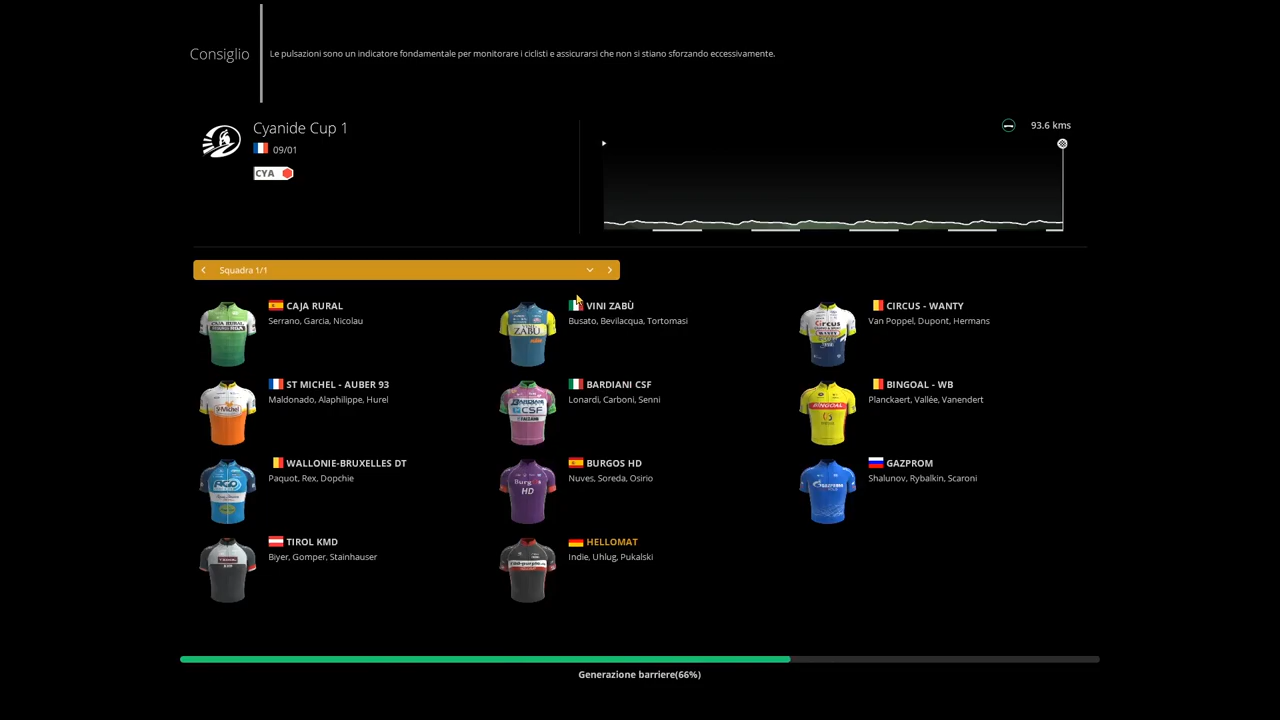 Consiglio
Le pulsazioni sono un indicatore fondamentale per monitorare i ciclisti e assicurarsi che non si stiano sforzando eccessivamente.
Cyanide Cup 1
09/01
CYA
93.6 kms
Squadra 1/1
CAJA RURAL
Serrano, Garcia, Nicolau
VINI ZABÙ
Busato, Bevilacqua, Tortomasi
CIRCUS - WANTY
Van Poppel, Dupont, Hermans
ST MICHEL - AUBER 93
Maldonado, Alaphilippe, Hurel
BARDIANI CSF
Lonardi, Carboni, Senni
BINGOAL - WB
Planckaert, Vallée, Vanendert
WALLONIE-BRUXELLES DT
Paquot, Rex, Dopchie
BURGOS HD
Nuves, Soreda, Osirio
GAZPROM
Shalunov, Rybalkin, Scaroni
TIROL KMD
Biyer, Gomper, Stainhauser
HELLOMAT
Indie, Uhlug, Pukalski
Generazione barriere(66%)